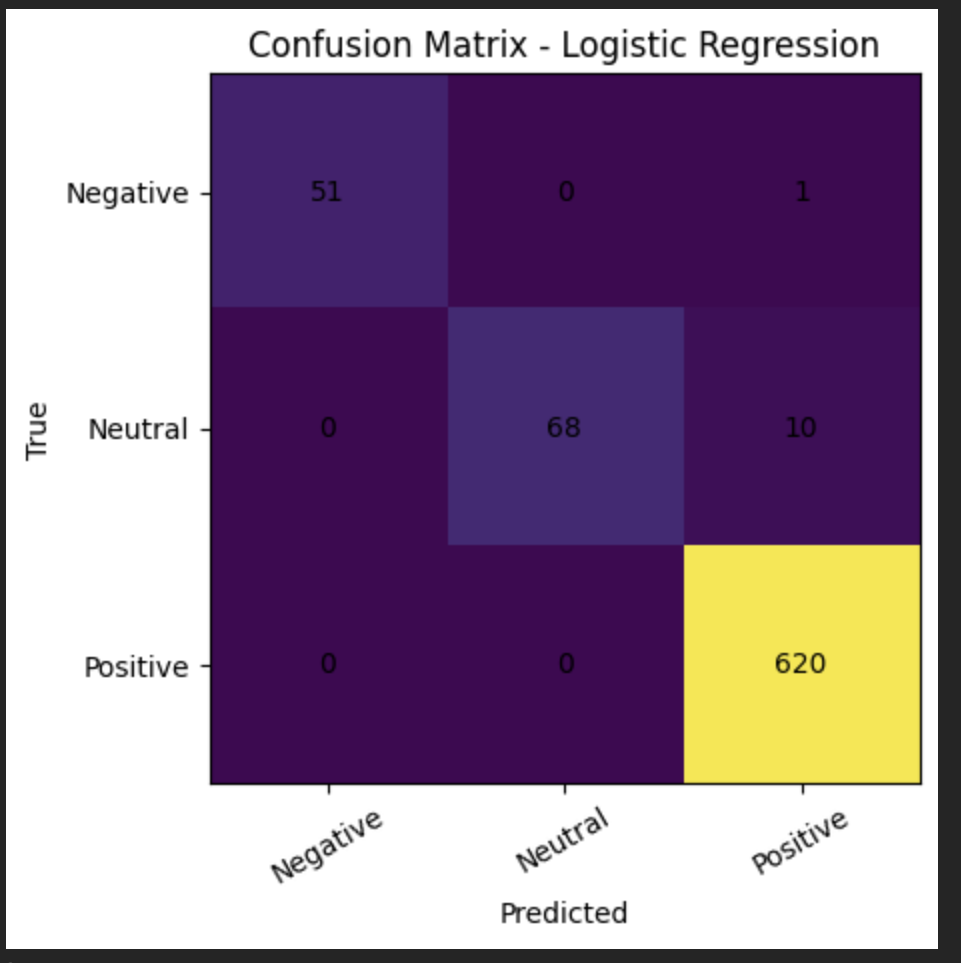 Confusion Matrix - Logistic Regression
Negative
51
0
1
Neutral
0
68
10
Positive
0
0
620
True
Negative
Neutral
Positive
Predicted